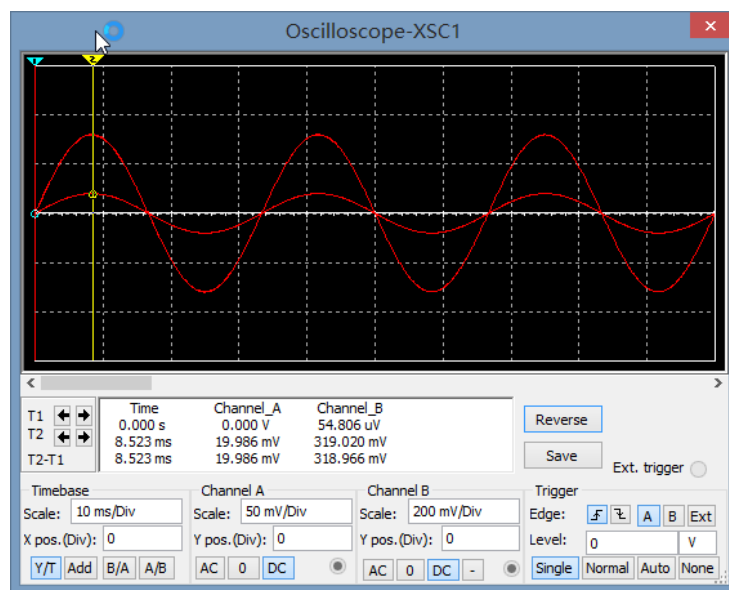 Oscilloscope-XSC1
1 2
T1
T2
T2-T1
Time Channel_A Channel_B
0.000 s 0.000 V 54.806 uV
8.523 ms 19.986 mV 319.020 mV
8.523 ms 19.986 mV 318.966 mV
Reverse
Save
Ext. trigger
Timebase
Scale: 10 ms/Div
X pos.(Div): 0
Y/T Add B/A A/B
Channel A
Scale: 50 mV/Div
Y pos.(Div): 0
AC 0 DC
Channel B
Scale: 200 mV/Div
Y pos.(Div): 0
AC 0 DC -
Trigger
Edge: A B Ext
Level: 0 V
Single Normal Auto None